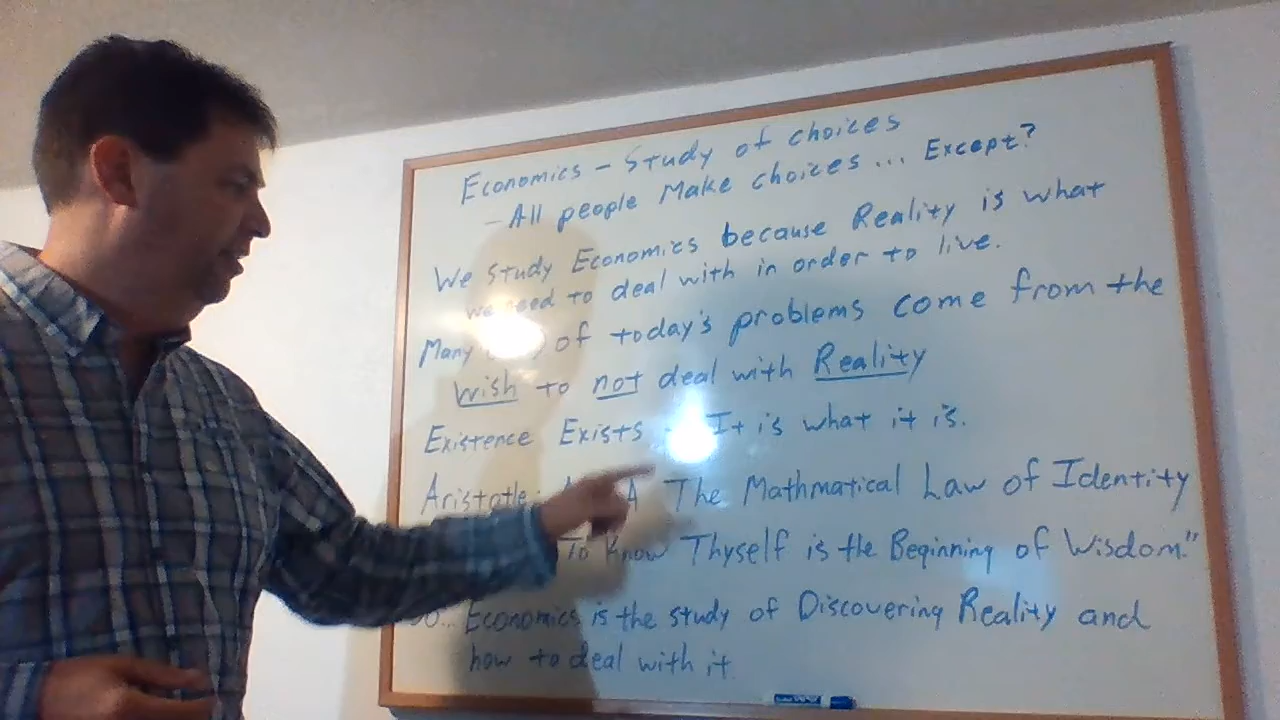 Economics - Study of choices
- All people Make choices... Except?
We study Economics because Reality is what
we need to deal with in order to live.
Many of today's problems come from the
wish to not deal with Reality
Existence Exists - It is what it is.
Aristotle: A The Mathmatical Law of Identity
To Know Thyself is the Beginning of Wisdom."
Economics is the study of Discovering Reality and
how to deal with it